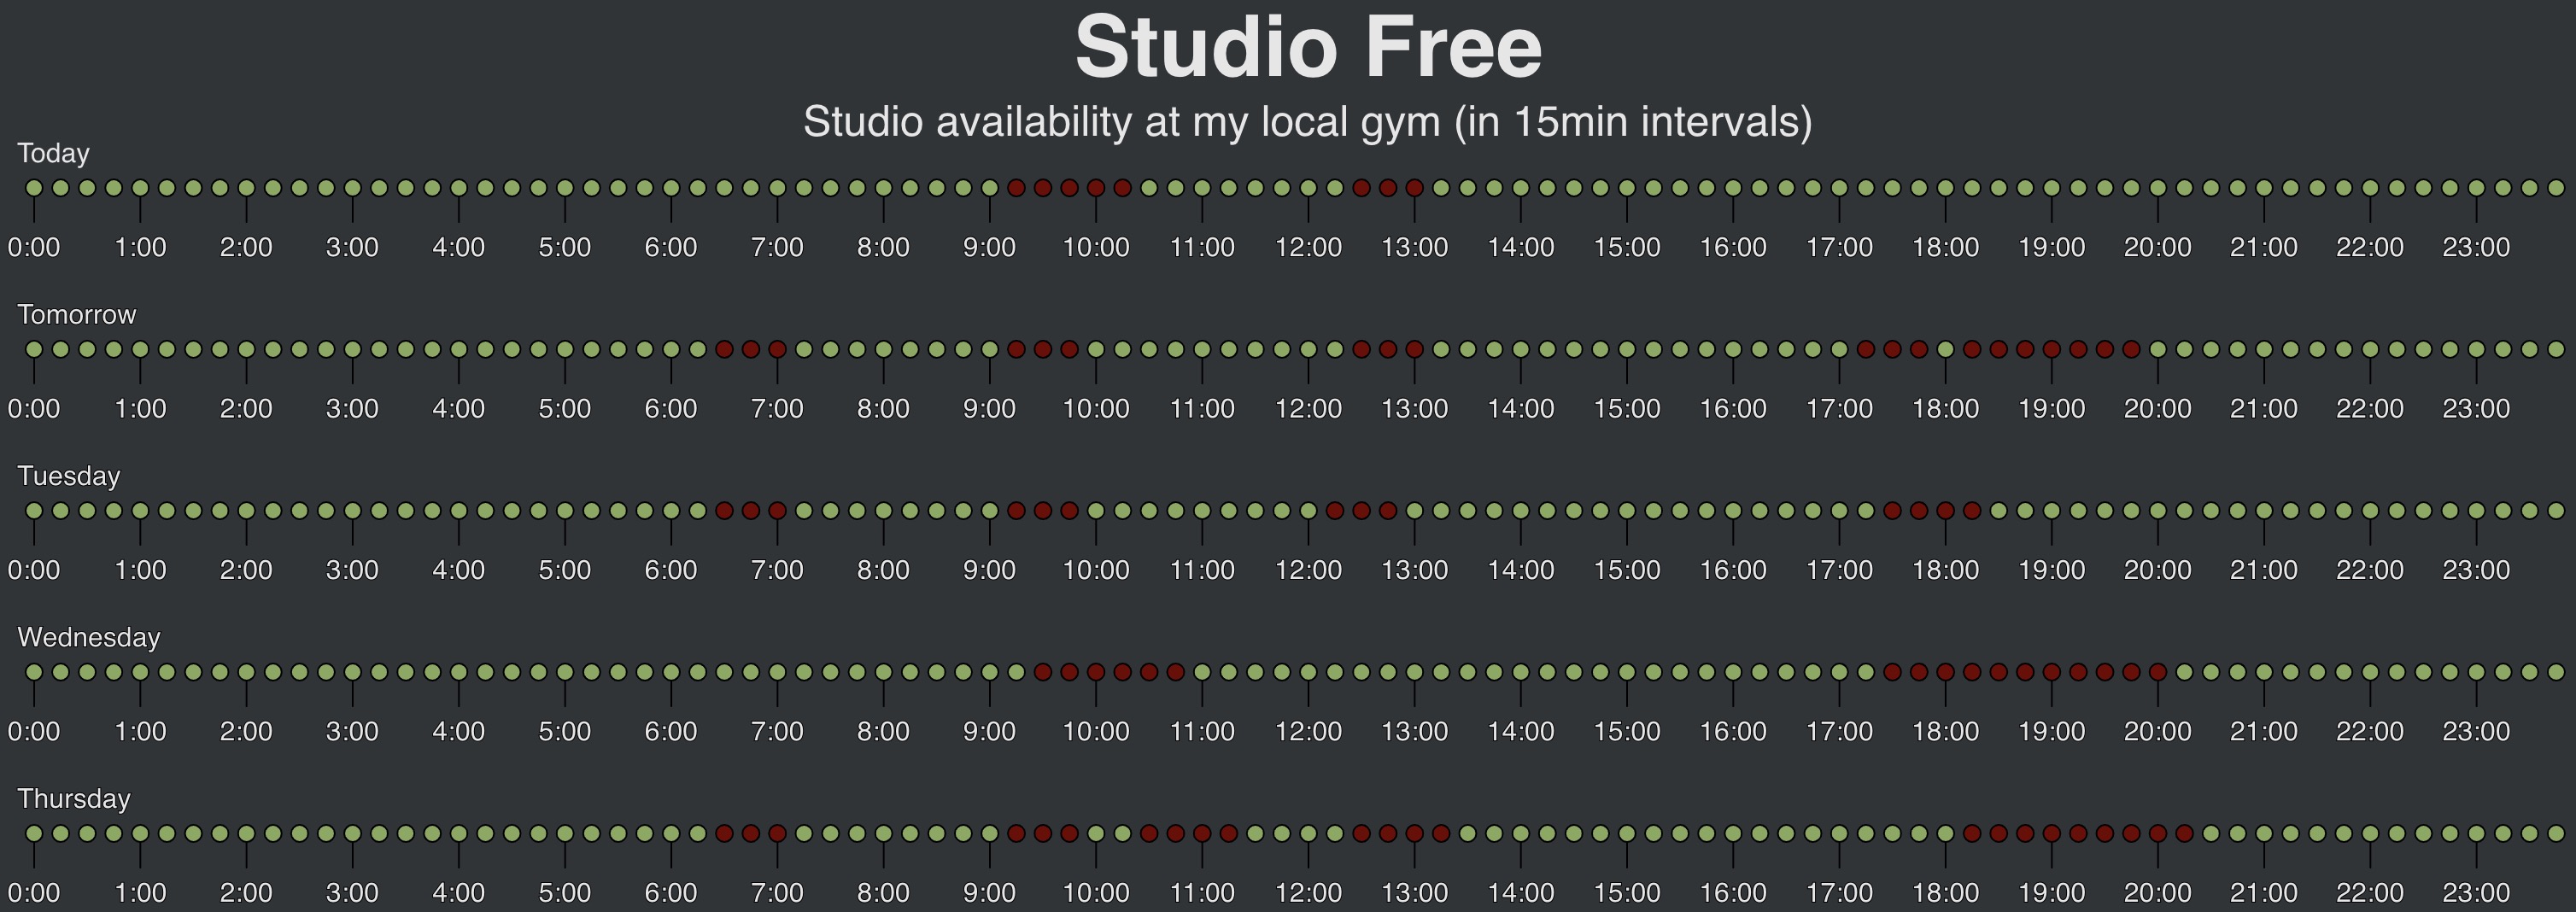 Studio Free
Studio availability at my local gym (in 15min intervals)
Today
0:00 1:00 2:00 3:00 4:00 5:00 6:00 7:00 8:00 9:00 10:00 11:00 12:00 13:00 14:00 15:00 16:00 17:00 18:00 19:00 20:00 21:00 22:00 23:00
Tomorrow
0:00 1:00 2:00 3:00 4:00 5:00 6:00 7:00 8:00 9:00 10:00 11:00 12:00 13:00 14:00 15:00 16:00 17:00 18:00 19:00 20:00 21:00 22:00 23:00
Tuesday
0:00 1:00 2:00 3:00 4:00 5:00 6:00 7:00 8:00 9:00 10:00 11:00 12:00 13:00 14:00 15:00 16:00 17:00 18:00 19:00 20:00 21:00 22:00 23:00
Wednesday
0:00 1:00 2:00 3:00 4:00 5:00 6:00 7:00 8:00 9:00 10:00 11:00 12:00 13:00 14:00 15:00 16:00 17:00 18:00 19:00 20:00 21:00 22:00 23:00
Thursday
0:00 1:00 2:00 3:00 4:00 5:00 6:00 7:00 8:00 9:00 10:00 11:00 12:00 13:00 14:00 15:00 16:00 17:00 18:00 19:00 20:00 21:00 22:00 23:00